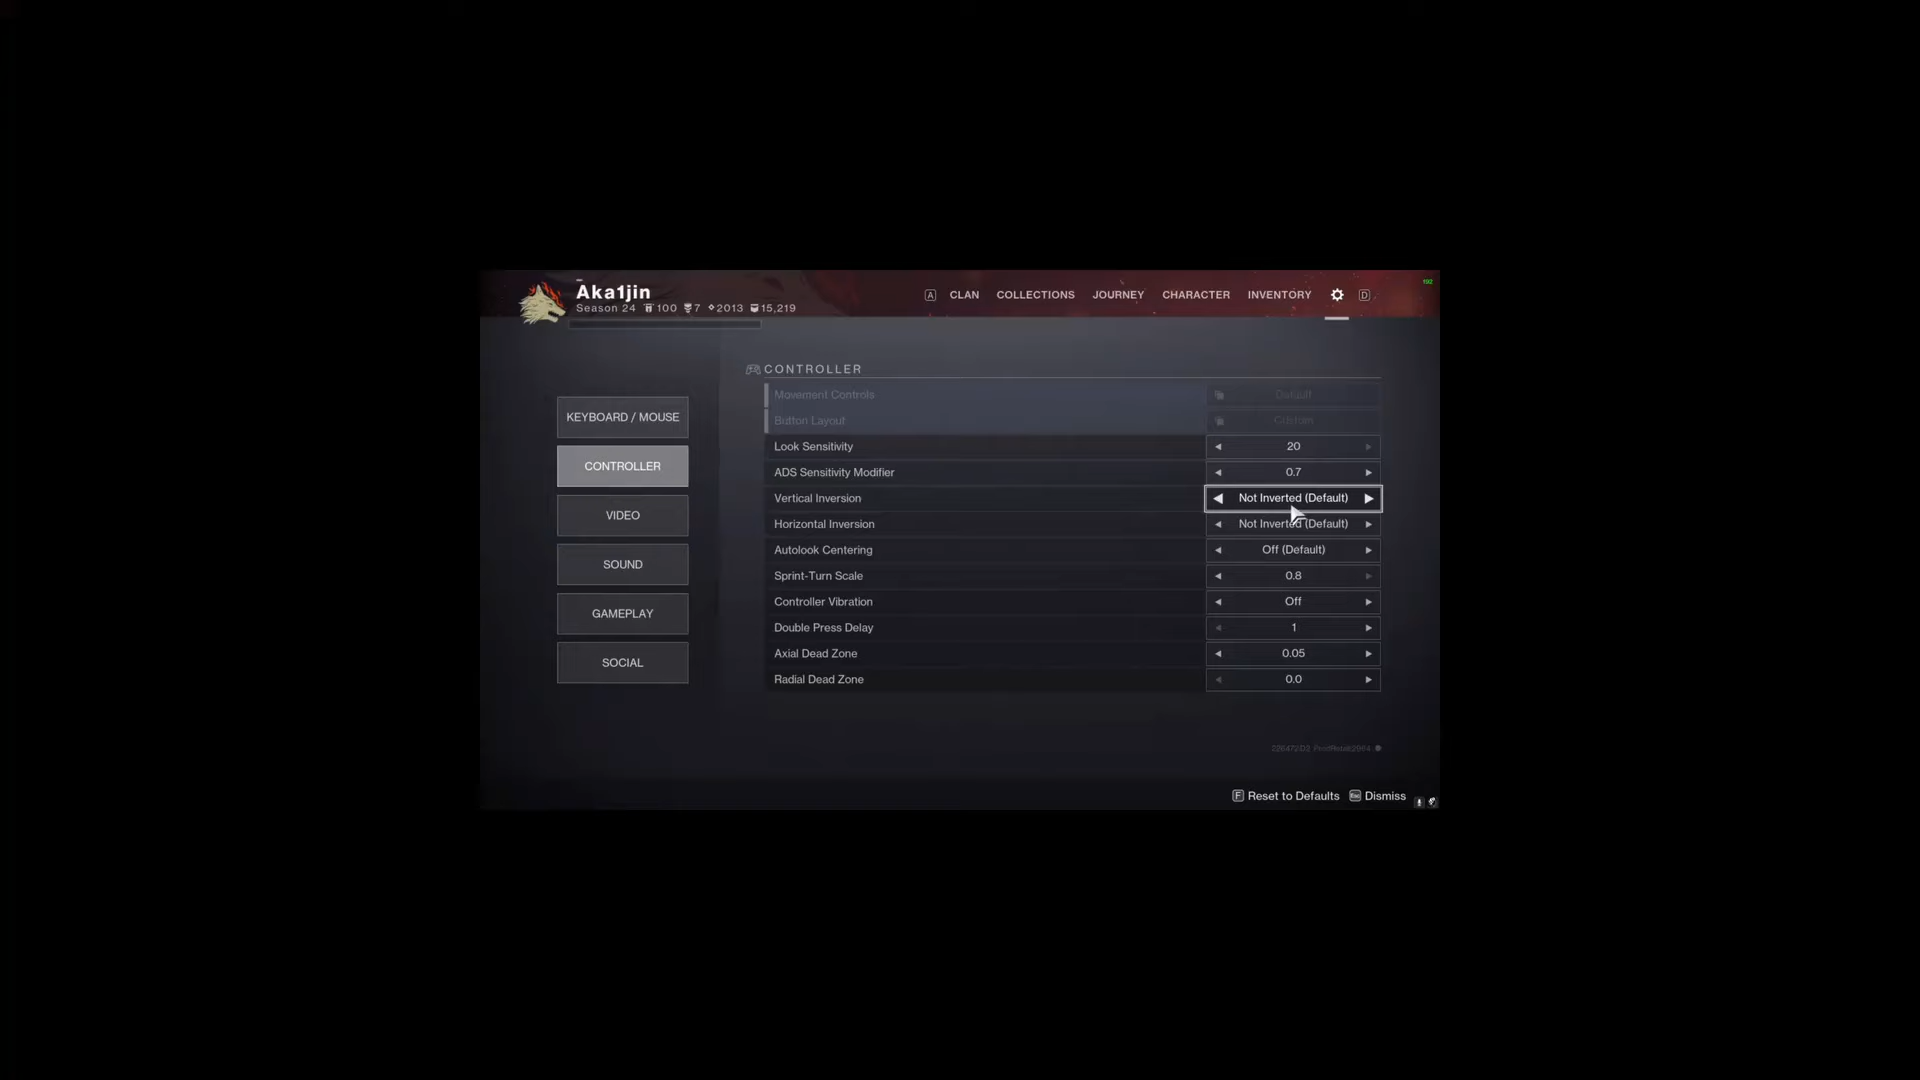 Aka1jin
Season 24 100 7 2013 15,219
A CLAN COLLECTIONS JOURNEY CHARACTER INVENTORY D
192
CONTROLLER
Movement Controls Default
Button Layout Custom
Look Sensitivity 20
ADS Sensitivity Modifier 0.7
Vertical Inversion Not Inverted (Default)
Horizontal Inversion Not Inverted (Default)
Autolook Centering Off (Default)
Sprint-Turn Scale 0.8
Controller Vibration Off
Double Press Delay 1
Axial Dead Zone 0.05
Radial Dead Zone 0.0
KEYBOARD / MOUSE
CONTROLLER
VIDEO
SOUND
GAMEPLAY
SOCIAL
F Reset to Defaults Esc Dismiss